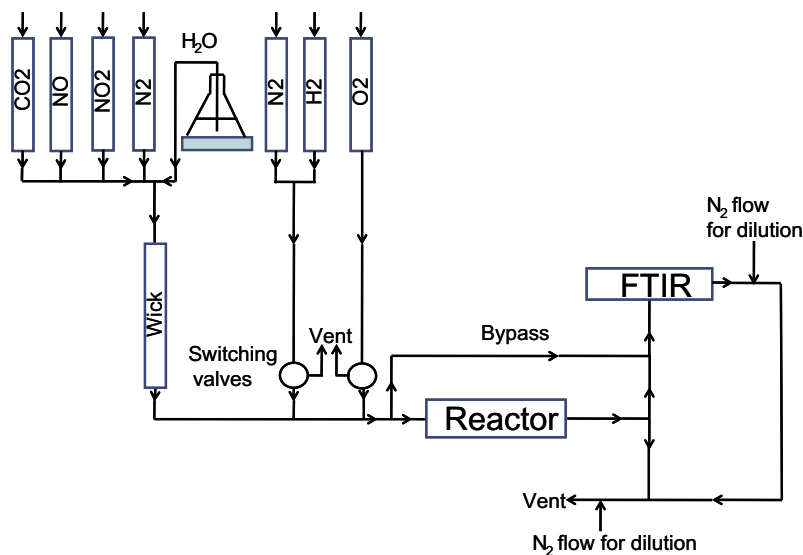 H₂O
CO2
NO
NO2
N2
N2
H2
O2
N₂ flow
for dilution
FTIR
Wick
Vent
Bypass
Switching
valves
Reactor
Vent
N₂ flow for dilution